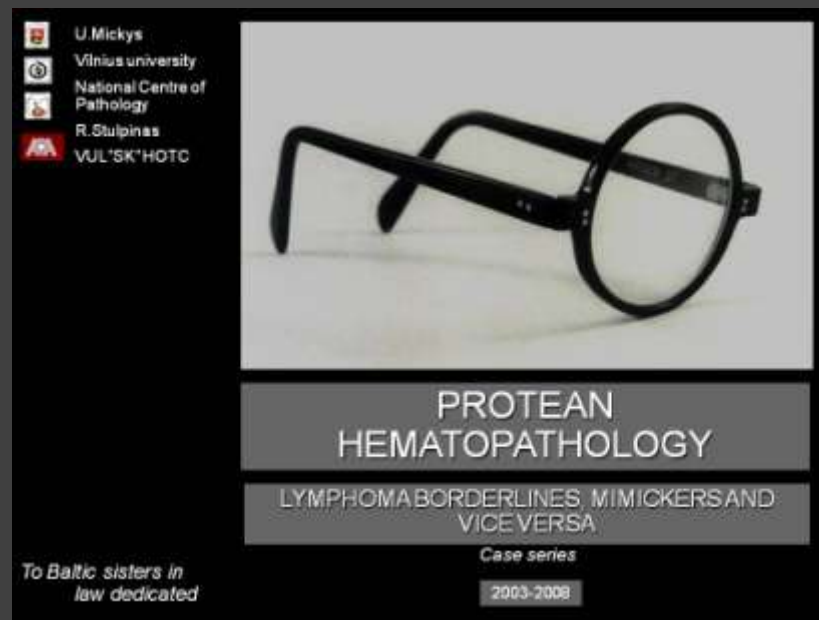 U.Mickys
Vilnius university
National Centre of
Pathology
R.Stulpinas
VUL"SK"HOTC
PROTEAN
HEMATOPATHOLOGY
LYMPHOMA BORDERLINES, MIMICKERS AND
VICE VERSA
Case series
2003-2008
To Baltic sisters in
law dedicated